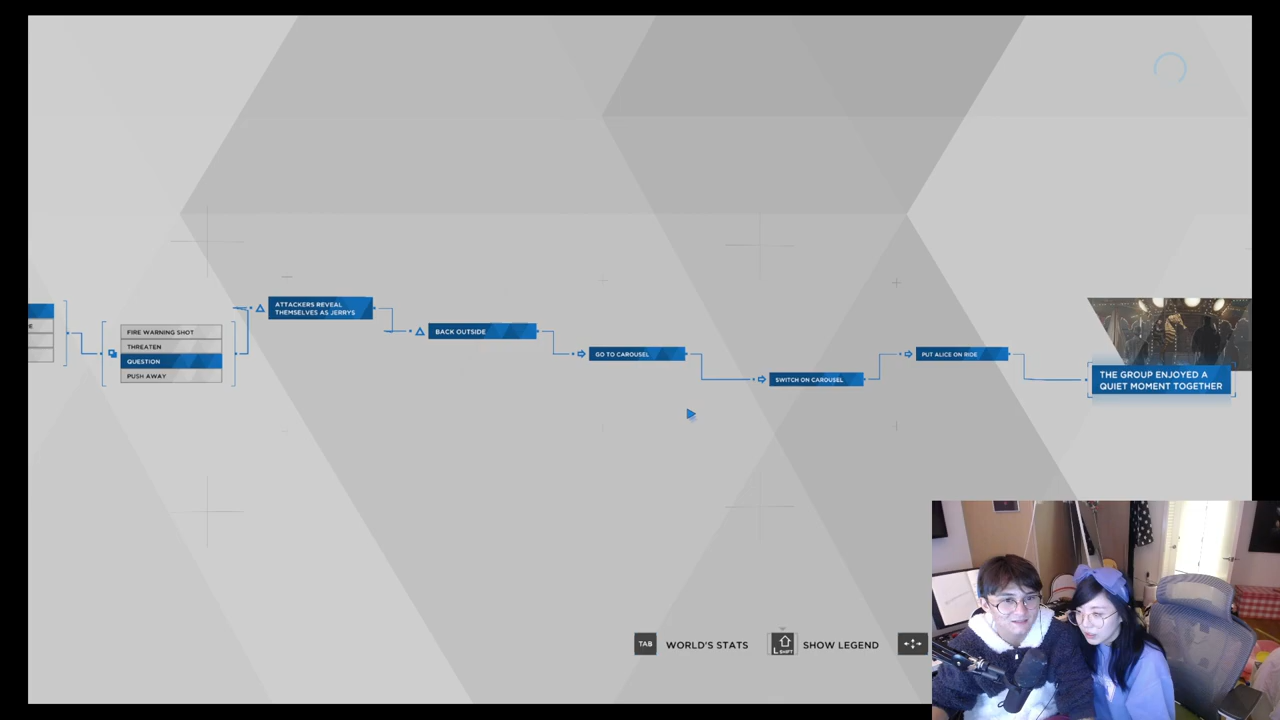 FIRE WARNING SHOT
THREATEN
QUESTION
PUSH AWAY
ATTACKERS REVEAL
THEMSELVES AS JERRYS
BACK OUTSIDE
GO TO CAROUSEL
SWITCH ON CAROUSEL
PUT ALICE ON RIDE
THE GROUP ENJOYED A
QUIET MOMENT TOGETHER
TAB
WORLD'S STATS
L SHIFT
SHOW LEGEND